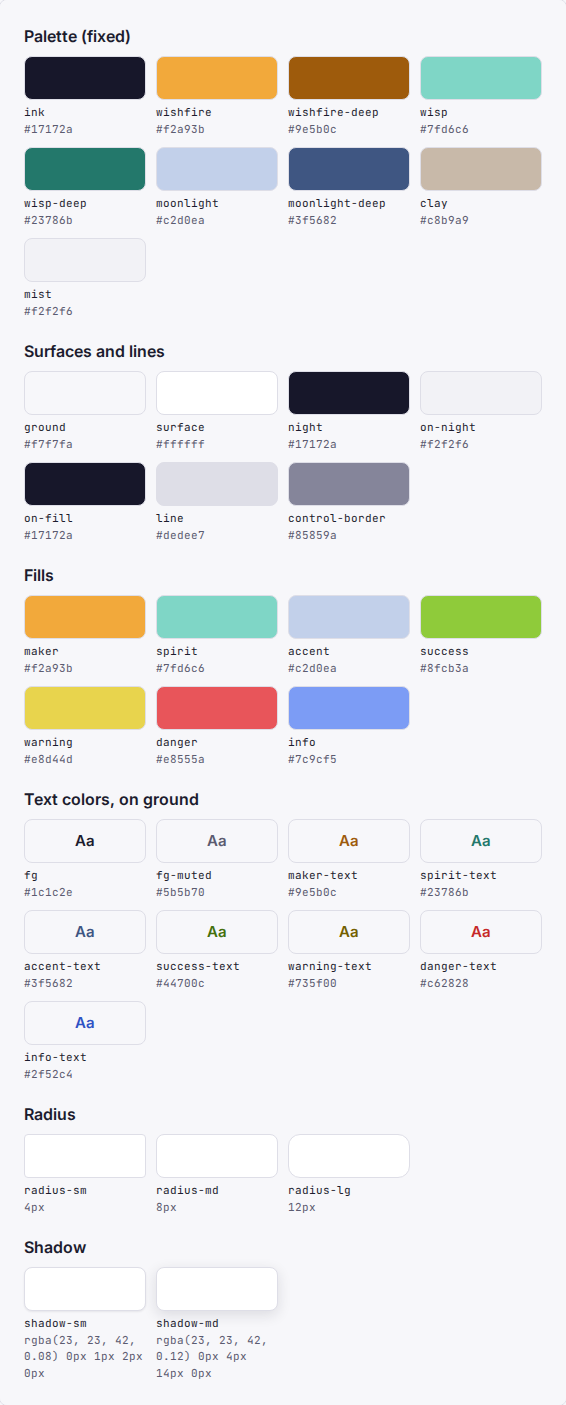 Palette (fixed)
ink wishfire wishfire-deep wisp
#17172a #f2a93b #9e5b0c #7fd6c6
wisp-deep moonlight moonlight-deep clay
#23786b #c2d0ea #3f5682 #c8b9a9
mist
#f2f2f6
Surfaces and lines
ground surface night on-night
#f7f7fa #ffffff #17172a #f2f2f6
on-fill line control-border
#17172a #dedee7 #85859a
Fills
maker spirit accent success
#f2a93b #7fd6c6 #c2d0ea #8fcb3a
warning danger info
#e8d44d #e8555a #7c9cf5
Text colors, on ground
Aa Aa Aa Aa
fg fg-muted maker-text spirit-text
#1c1c2e #5b5b70 #9e5b0c #23786b
Aa Aa Aa Aa
accent-text success-text warning-text danger-text
#3f5682 #44700c #735f00 #c62828
Aa
info-text
#2f52c4
Radius
radius-sm radius-md radius-lg
4px 8px 12px
Shadow
shadow-sm shadow-md
rgba(23, 23, 42, rgba(23, 23, 42,
0.08) 0px 1px 2px 0.12) 0px 4px
0px 14px 0px